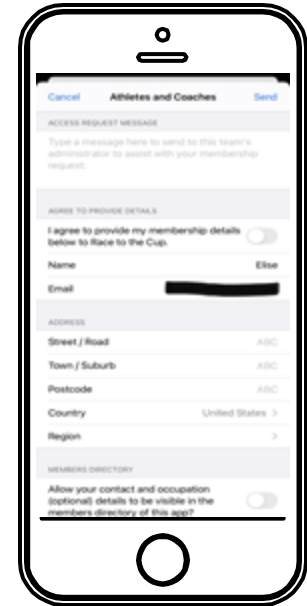 Cancel Athletes and Coaches Send
ACCESS REQUEST MESSAGE
Type a message here to send to this team's
administrator to assist with your membership
request.
AGREE TO PROVIDE DETAILS
I agree to provide my membership details
below to Race to the Cup.
Name Elise
Email
ADDRESS
Street / Road ABC
Town / Suburb ABC
Postcode ABC
Country United States >
Region >
MEMBERS DIRECTORY
Allow your contact and occupation
(optional) details to be visible in the
members directory of this app?